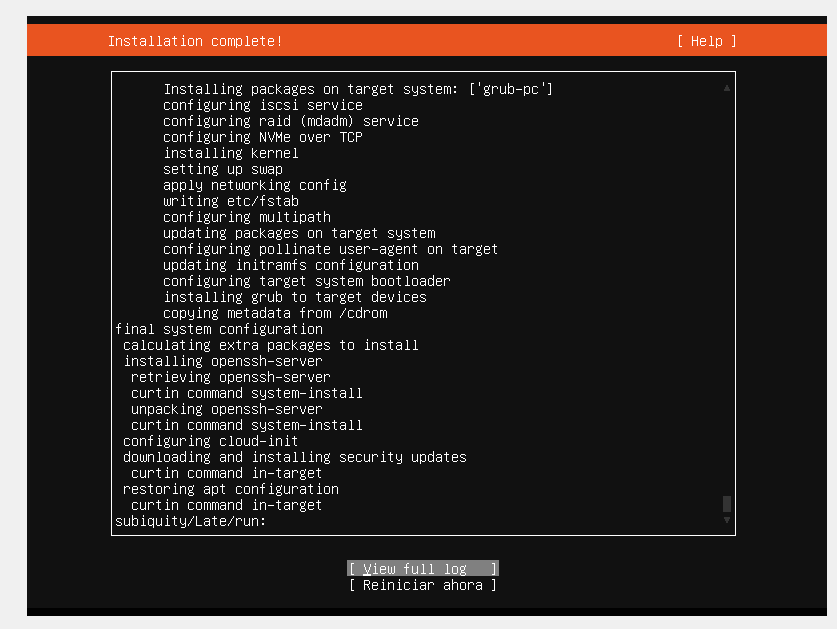 Installation complete! [ Help ]
Installing packages on target system: ['grub-pc']
configuring iscsi service
configuring raid (mdadm) service
configuring NVMe over TCP
installing kernel
setting up swap
apply networking config
writing etc/fstab
configuring multipath
updating packages on target system
configuring pollinate user-agent on target
updating initramfs configuration
configuring target system bootloader
installing grub to target devices
copying metadata from /cdrom
final system configuration
calculating extra packages to install
installing openssh-server
retrieving openssh-server
curtin command system-install
unpacking openssh-server
curtin command system-install
configuring cloud-init
downloading and installing security updates
curtin command in-target
restoring apt configuration
curtin command in-target
subiquity/Late/run:
[ View full log ]
[ Reiniciar ahora ]